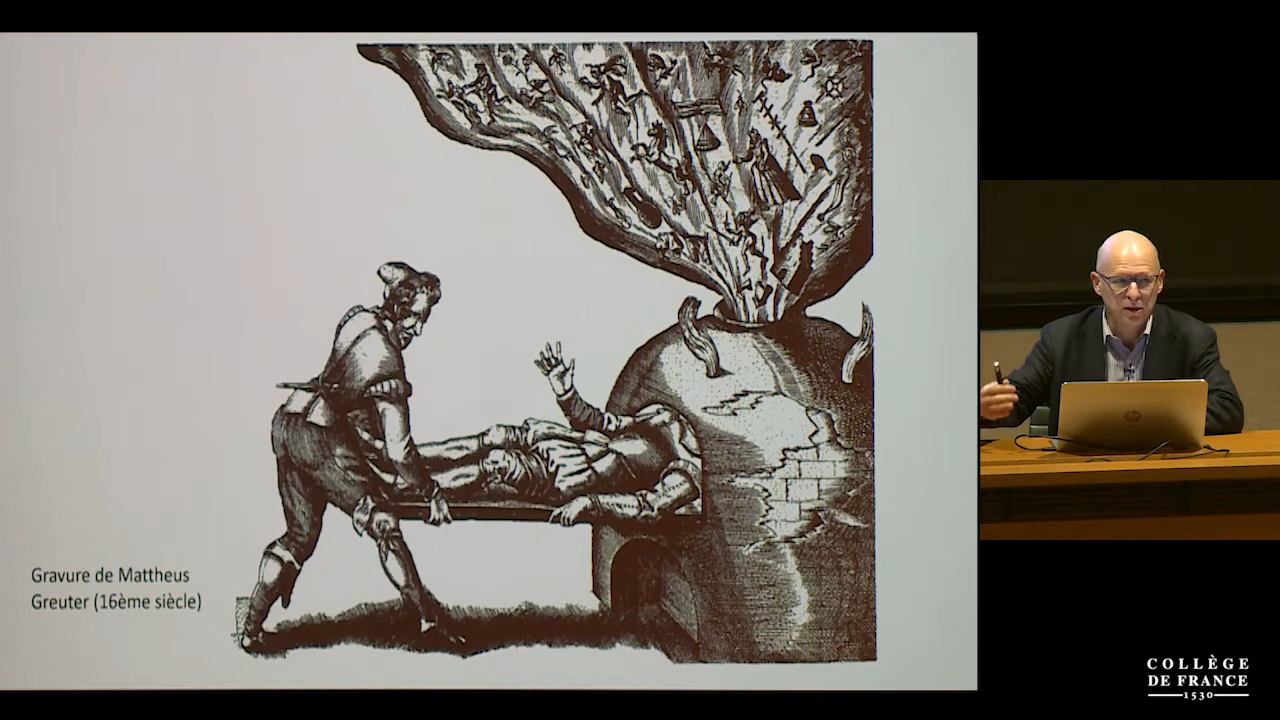 Gravure de Mattheus
Greuter (16ème siècle)
COLLÈGE
DE FRANCE
1530